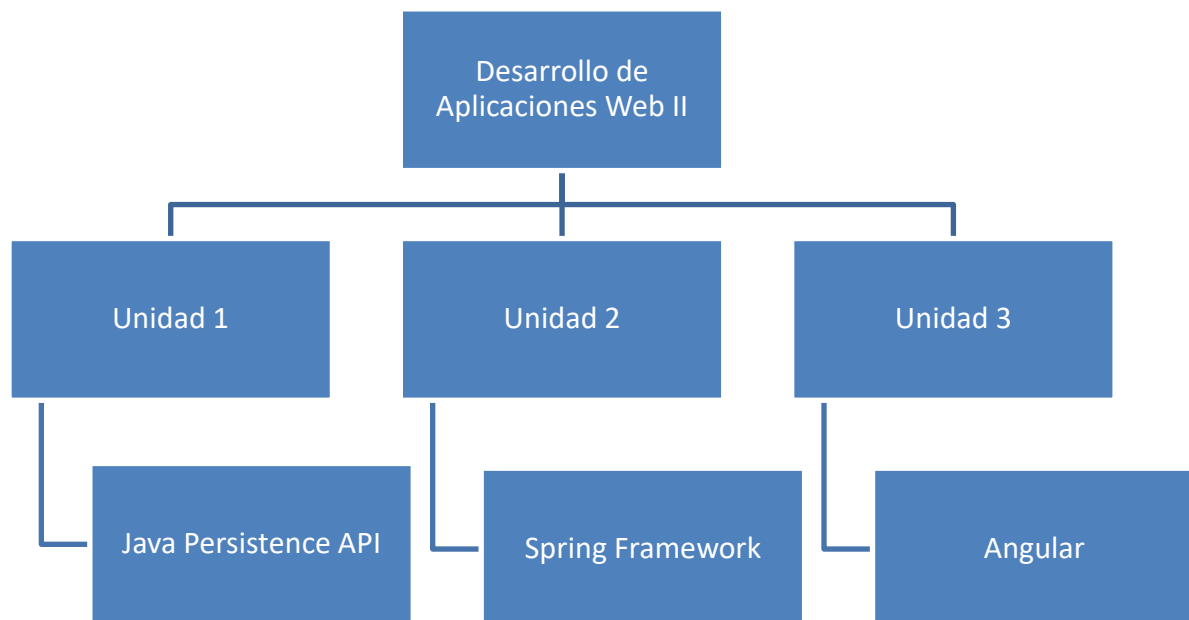 Desarrollo de
Aplicaciones Web II
Unidad 1
Unidad 2
Unidad 3
Java Persistence API
Spring Framework
Angular